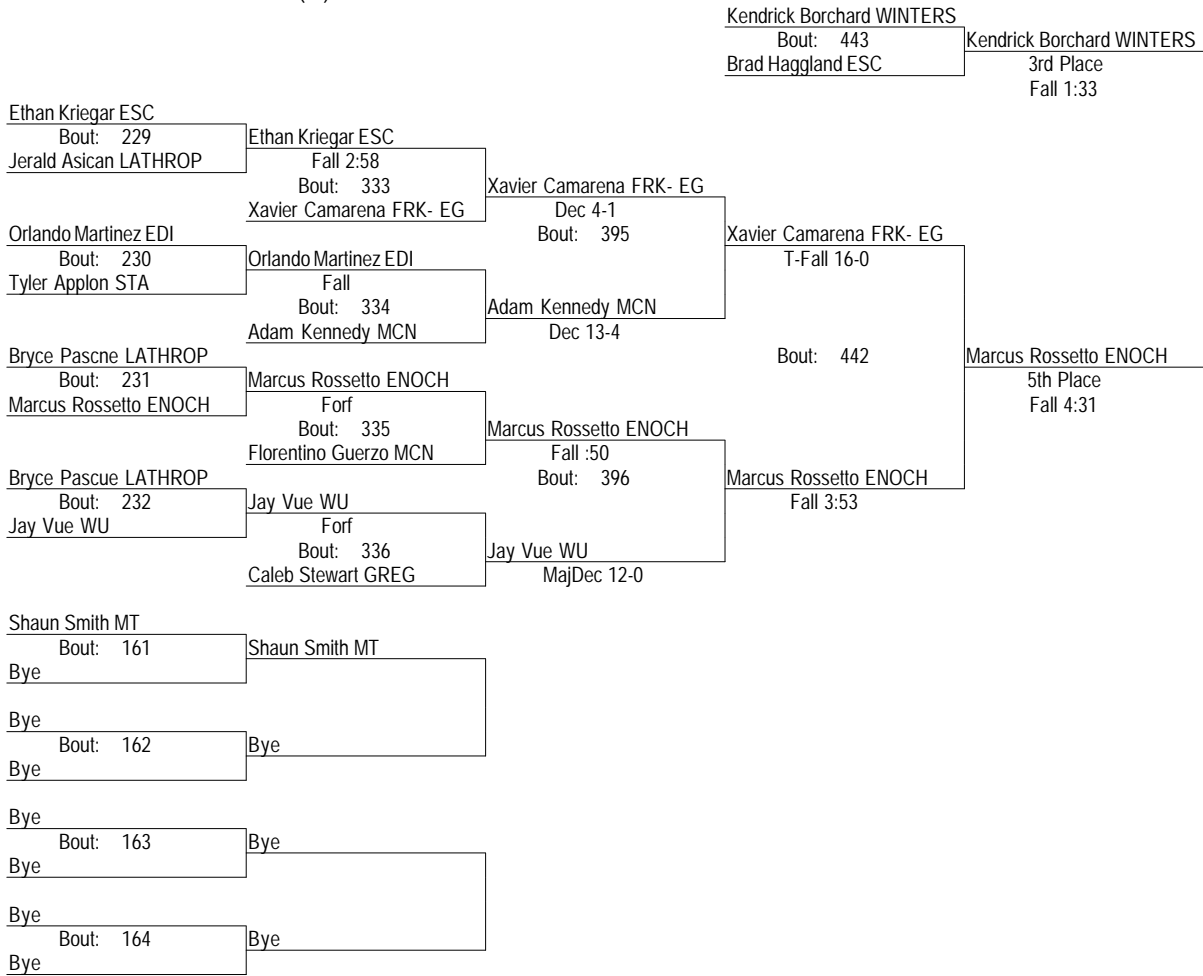 Kendrick Borchard WINTERS
Bout: 443
Kendrick Borchard WINTERS
Brad Haggland ESC
3rd Place
Fall 1:33
Ethan Kriegar ESC
Bout: 229
Ethan Kriegar ESC
Jerald Asican LATHROP
Fall 2:58
Bout: 333
Xavier Camarena FRK- EG
Xavier Camarena FRK- EG
Dec 4-1
Orlando Martinez EDI
Bout: 395
Xavier Camarena FRK- EG
Bout: 230
Orlando Martinez EDI
T-Fall 16-0
Tyler Applon STA
Fall
Bout: 334
Adam Kennedy MCN
Adam Kennedy MCN
Dec 13-4
Bryce Pascne LATHROP
Bout: 442
Marcus Rossetto ENOCH
Bout: 231
Marcus Rossetto ENOCH
5th Place
Marcus Rossetto ENOCH
Forf
Fall 4:31
Bout: 335
Marcus Rossetto ENOCH
Florentino Guerzo MCN
Fall :50
Bryce Pascue LATHROP
Bout: 396
Marcus Rossetto ENOCH
Bout: 232
Jay Vue WU
Fall 3:53
Jay Vue WU
Forf
Bout: 336
Jay Vue WU
Caleb Stewart GREG
MajDec 12-0
Shaun Smith MT
Bout: 161
Shaun Smith MT
Bye
Bye
Bout: 162
Bye
Bye
Bye
Bout: 163
Bye
Bye
Bye
Bout: 164
Bye
Bye